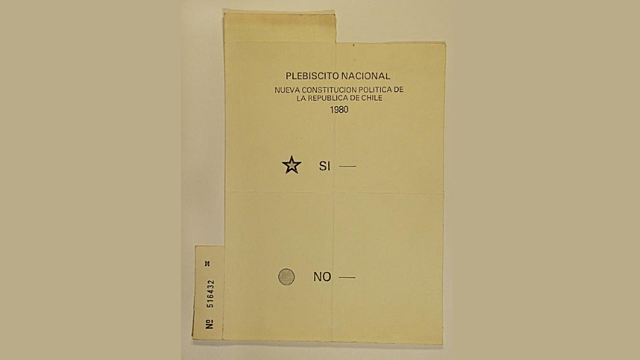 PLEBISCITO NACIONAL
NUEVA CONSTITUCION POLITICA DE
LA REPUBLICA DE CHILE
1980
SI —
NO —
Nº 516432 M